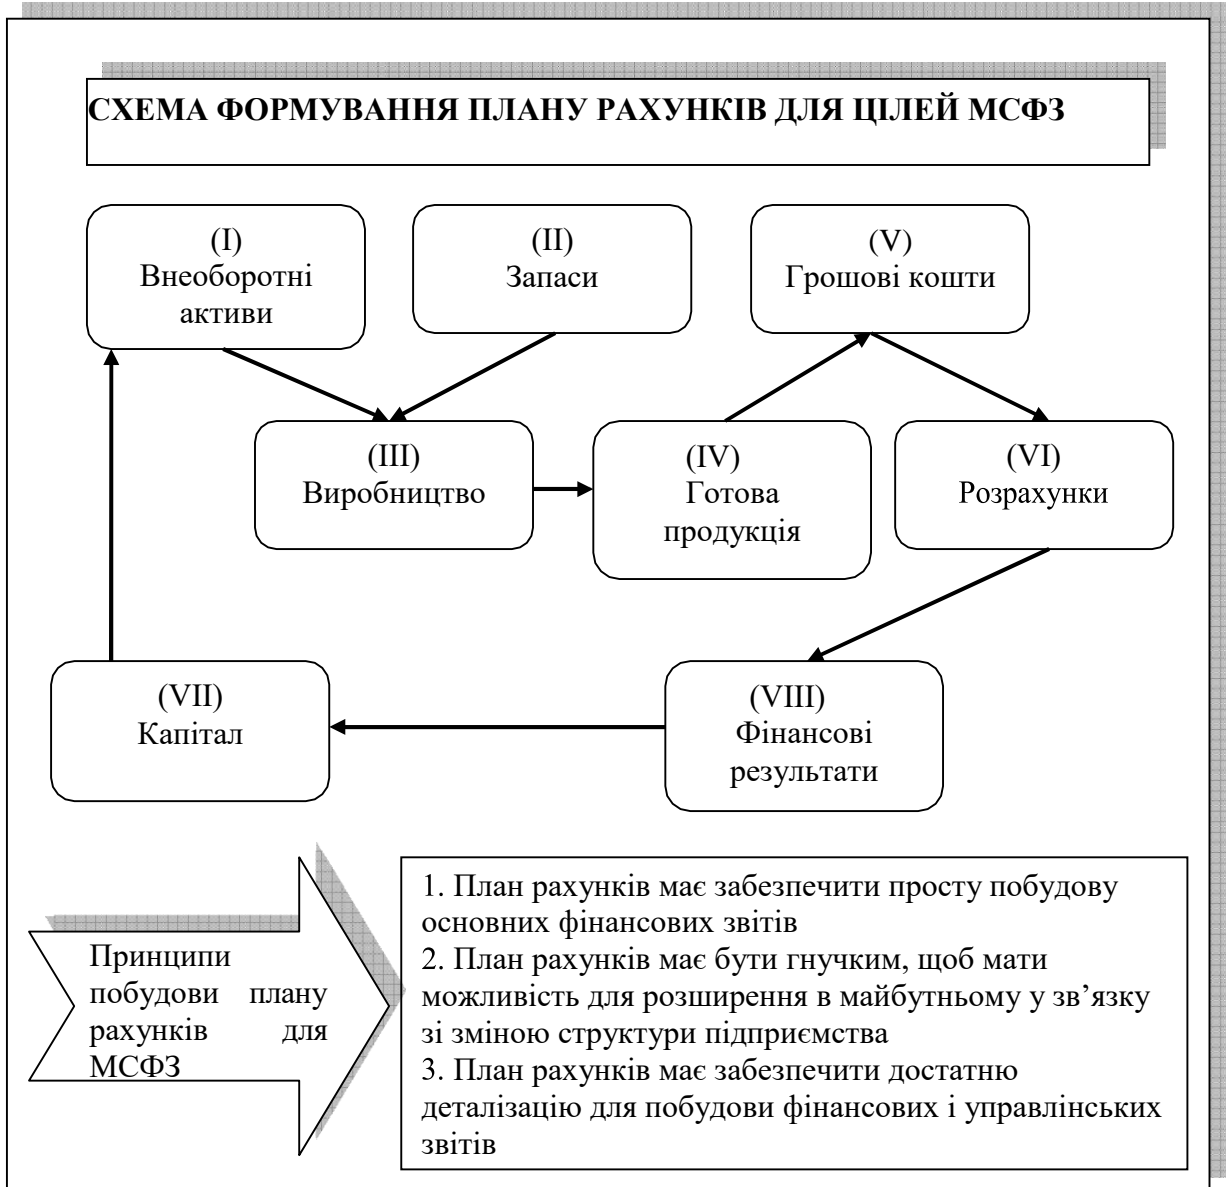 СХЕМА ФОРМУВАННЯ ПЛАНУ РАХУНКІВ ДЛЯ ЦІЛЕЙ МСФЗ
(I)
Внеоборотні
активи
(II)
Запаси
(V)
Грошові кошти
(III)
Виробництво
(IV)
Готова
продукція
(VI)
Розрахунки
(VII)
Капітал
(VIII)
Фінансові
результати
Принципи
побудови плану
рахунків для
МСФЗ
1. План рахунків має забезпечити просту побудову
основних фінансових звітів
2. План рахунків має бути гнучким, щоб мати
можливість для розширення в майбутньому у зв’язку
зі зміною структури підприємства
3. План рахунків має забезпечити достатню
деталізацію для побудови фінансових і управлінських
звітів